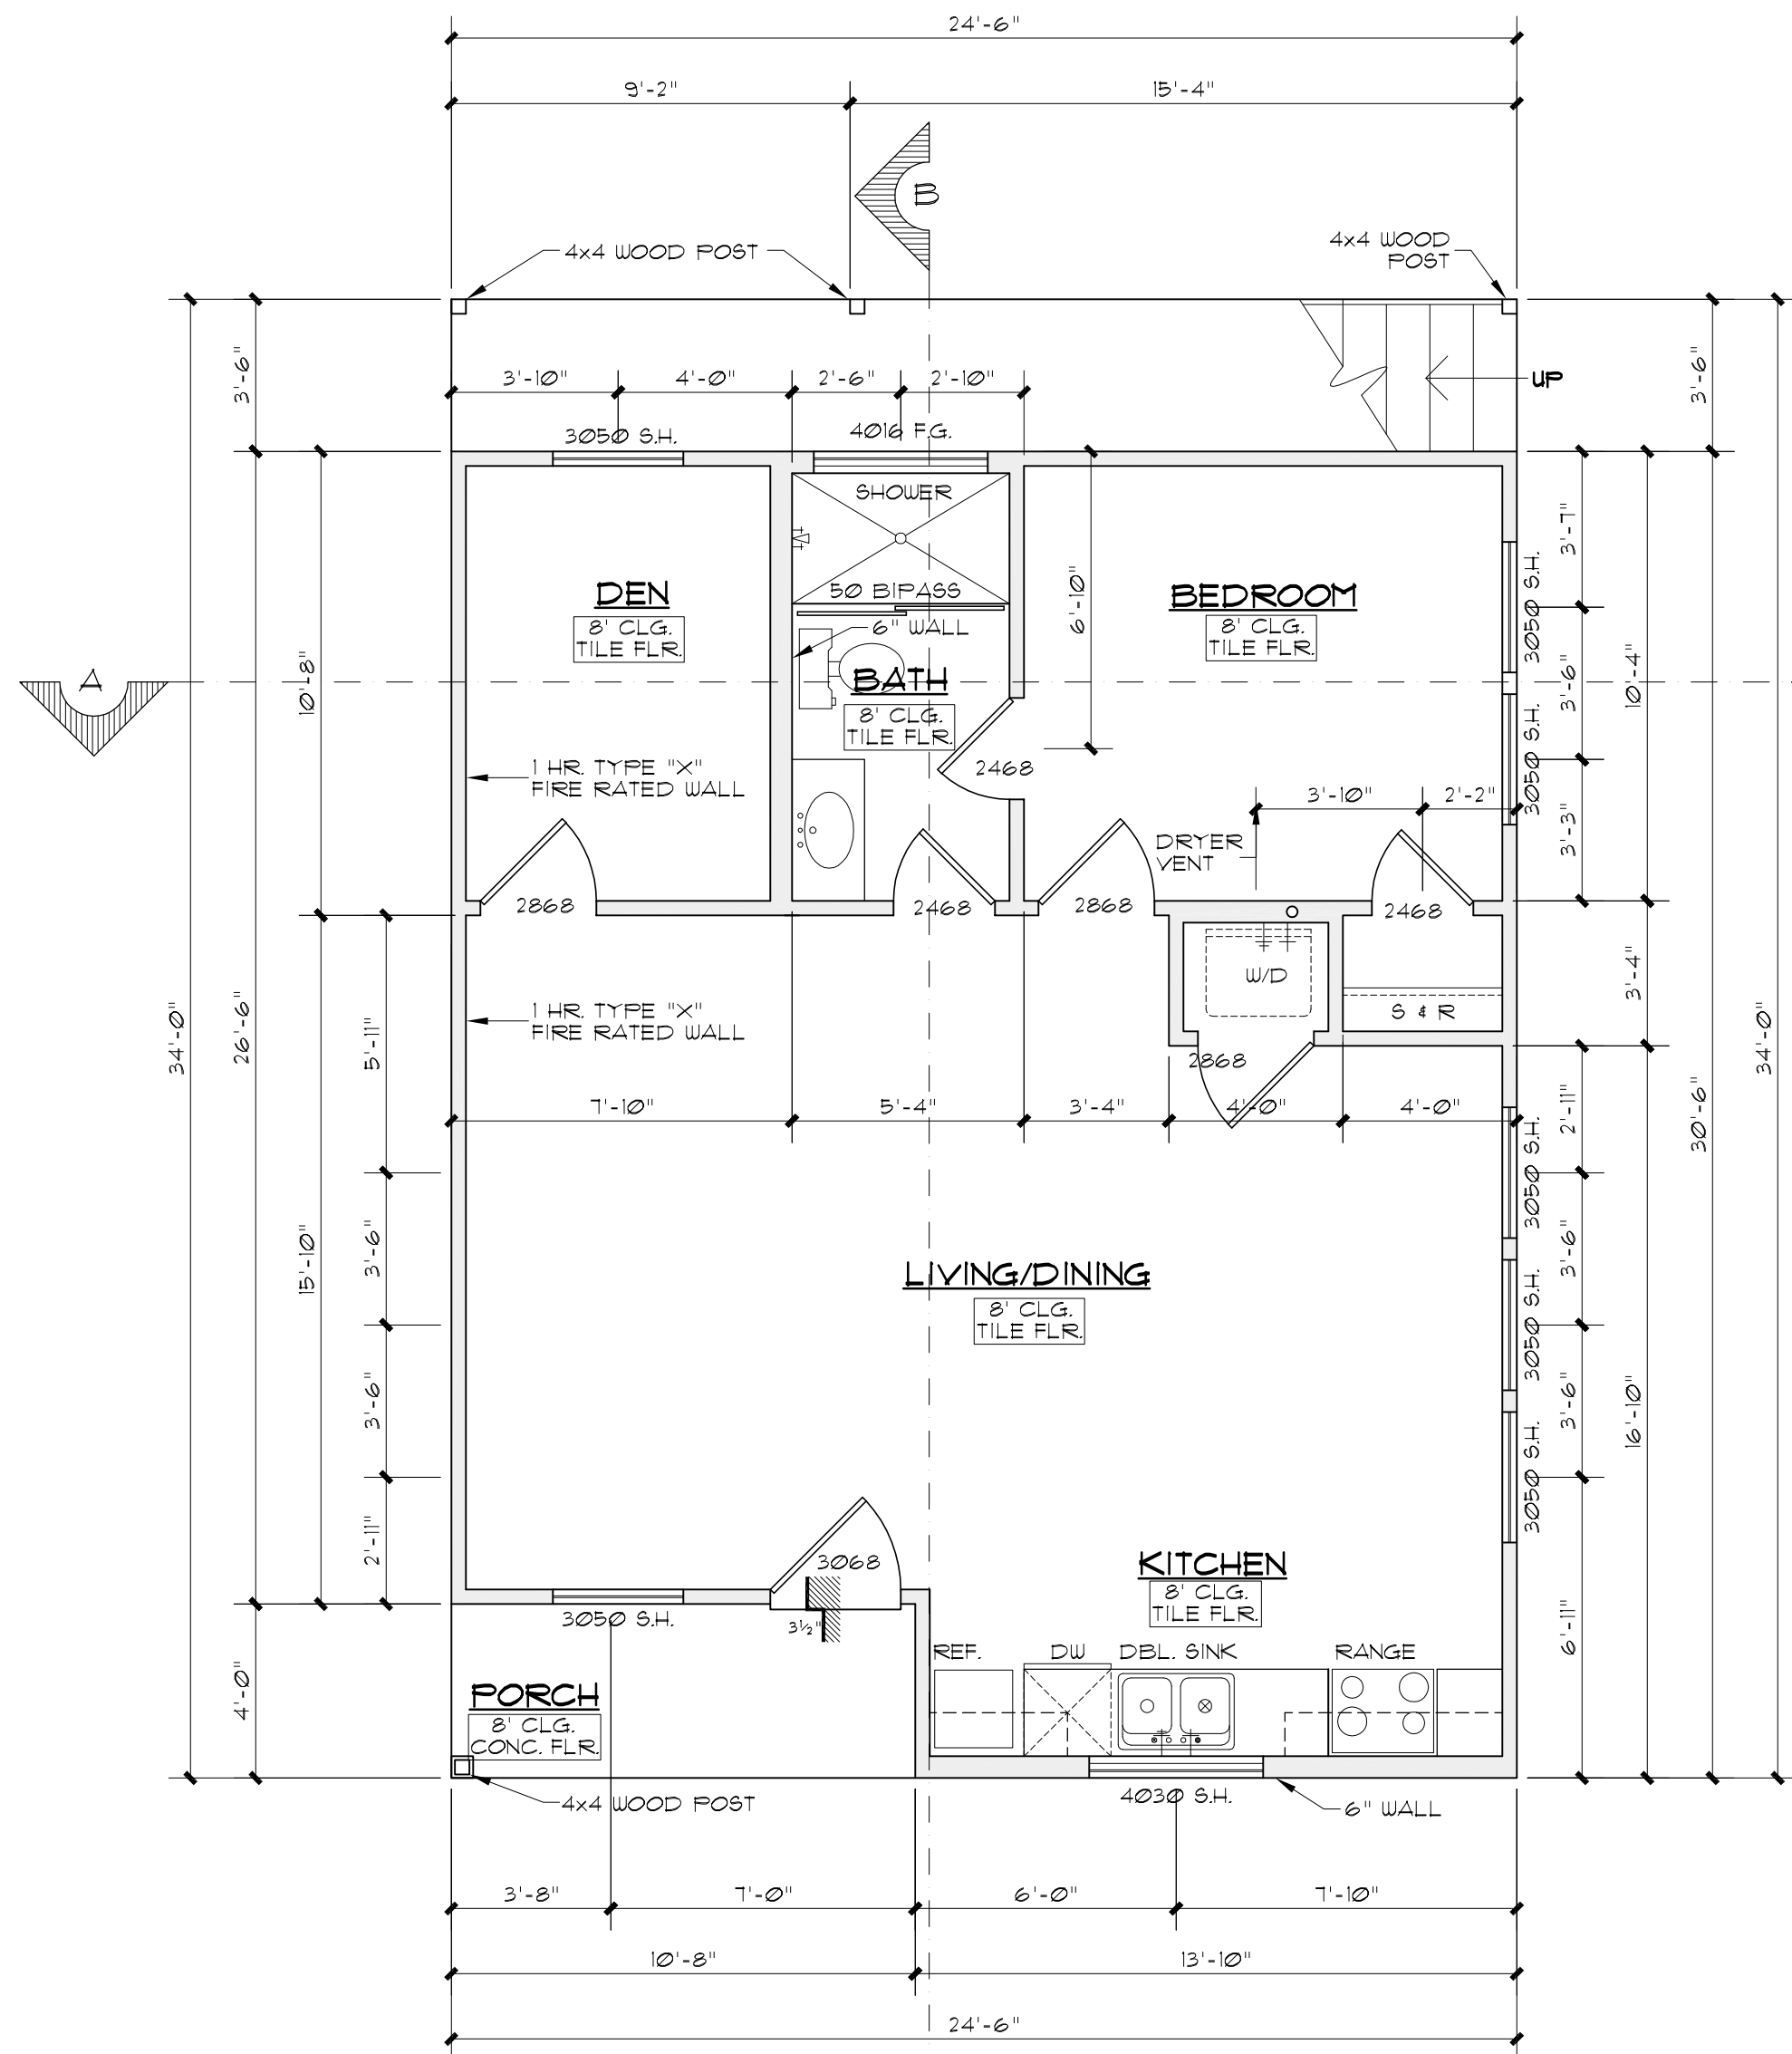 24'-6"
9'-2"
15'-4"
B
4x4 WOOD POST
4x4 WOOD
POST
3'-6"
3'-10"
4'-0"
2'-6"
2'-10"
UP
3'-6"
3050 S.H.
4016 F.G.
SHOWER
3'-7"
3050 S.H.
50 BIPASS
DEN
8' CLG.
TILE FLR.
6" WALL
6'-10"
BEDROOM
8' CLG.
TILE FLR.
A
10'-8"
BATH
8' CLG.
TILE FLR.
3'-6"
10'-4"
3050 S.H.
1 HR. TYPE "X"
FIRE RATED WALL
2468
3'-10"
2'-2"
3'-3"
DRYER
VENT
2868
2468
2868
2468
W/D
3'-4"
S & R
34'-0"
26'-6"
5'-11"
1 HR. TYPE "X"
FIRE RATED WALL
2868
30'-6"
34'-0"
7'-10"
5'-4"
3'-4"
4'-0"
4'-0"
2'-11"
3050 S.H.
15'-10"
3'-6"
LIVING/DINING
8' CLG.
TILE FLR.
3050 S.H.
3'-6"
3'-6"
3'-6"
16'-10"
3050 S.H.
2'-11"
3068
KITCHEN
8' CLG.
TILE FLR.
3050 S.H.
3½"
6'-11"
REF.
DW
DBL. SINK
RANGE
4'-0"
PORCH
8' CLG.
CONC. FLR.
4x4 WOOD POST
4030 S.H.
6" WALL
3'-8"
7'-0"
6'-0"
7'-10"
10'-8"
13'-10"
24'-6"